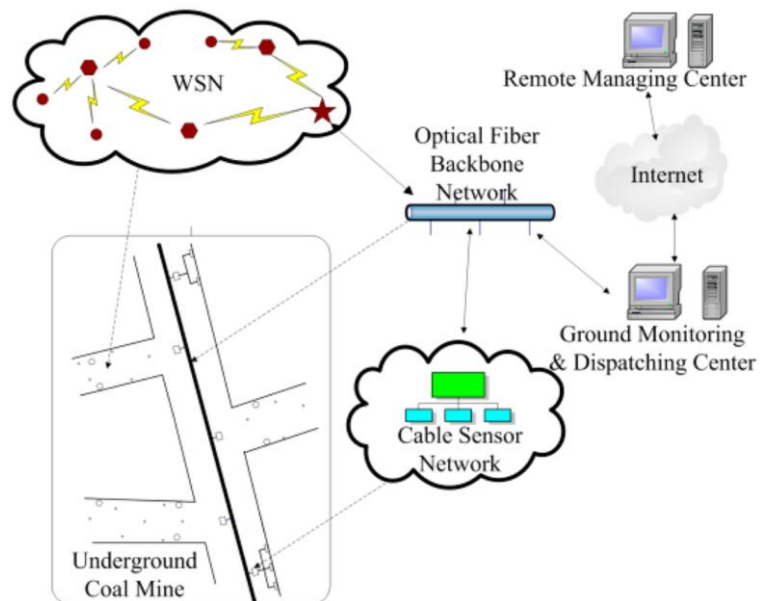 WSN
Remote Managing Center
Optical Fiber
Backbone
Network
Internet
Ground Monitoring
& Dispatching Center
Cable Sensor
Network
Underground
Coal Mine